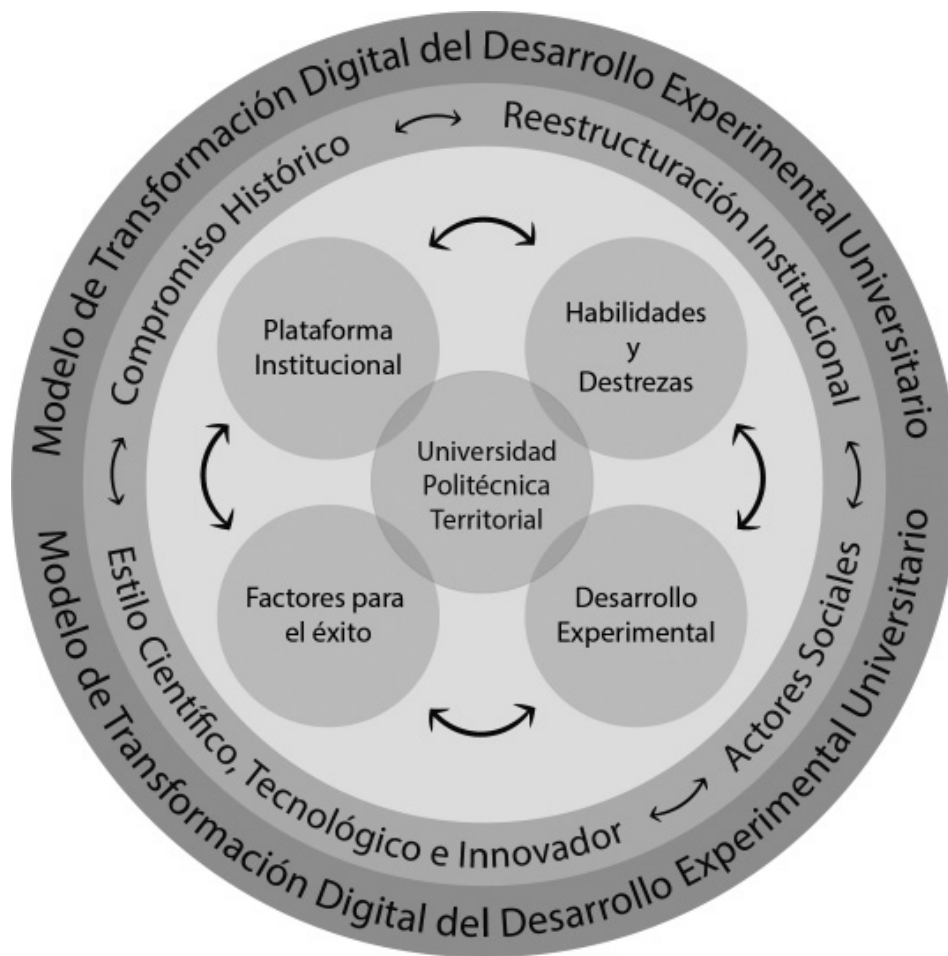 Modelo de Transformación Digital del Desarrollo Experimental Universitario
Compromiso Histórico
Reestructuración Institucional
Plataforma
Institucional
Habilidades
y
Destrezas
Universidad
Politécnica
Territorial
Factores para
el éxito
Desarrollo
Experimental
Estilo Científico, Tecnológico e Innovador
Actores Sociales
Modelo de Transformación Digital del Desarrollo Experimental Universitario